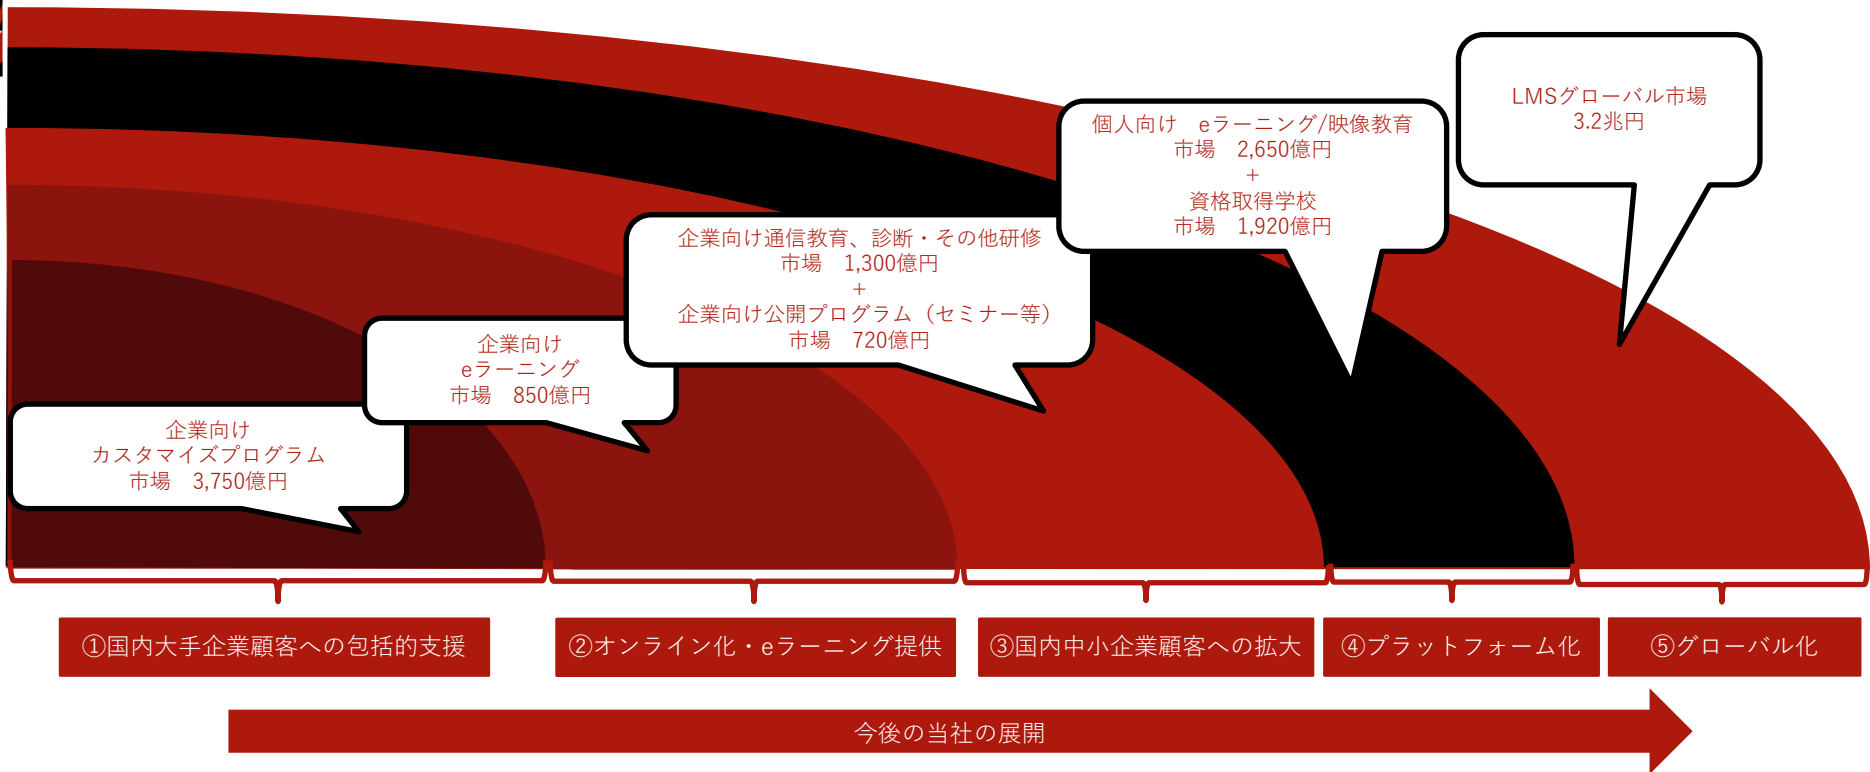 LMSグローバル市場
3.2兆円
個人向け　eラーニング/映像教育
市場　2,650億円
+
資格取得学校
市場　1,920億円
企業向け通信教育、診断・その他研修
市場　1,300億円
+
企業向け公開プログラム（セミナー等）
市場　720億円
企業向け
eラーニング
市場　850億円
企業向け
カスタマイズプログラム
市場　3,750億円
①国内大手企業顧客への包括的支援
②オンライン化・eラーニング提供
③国内中小企業顧客への拡大
④プラットフォーム化
⑤グローバル化
今後の当社の展開